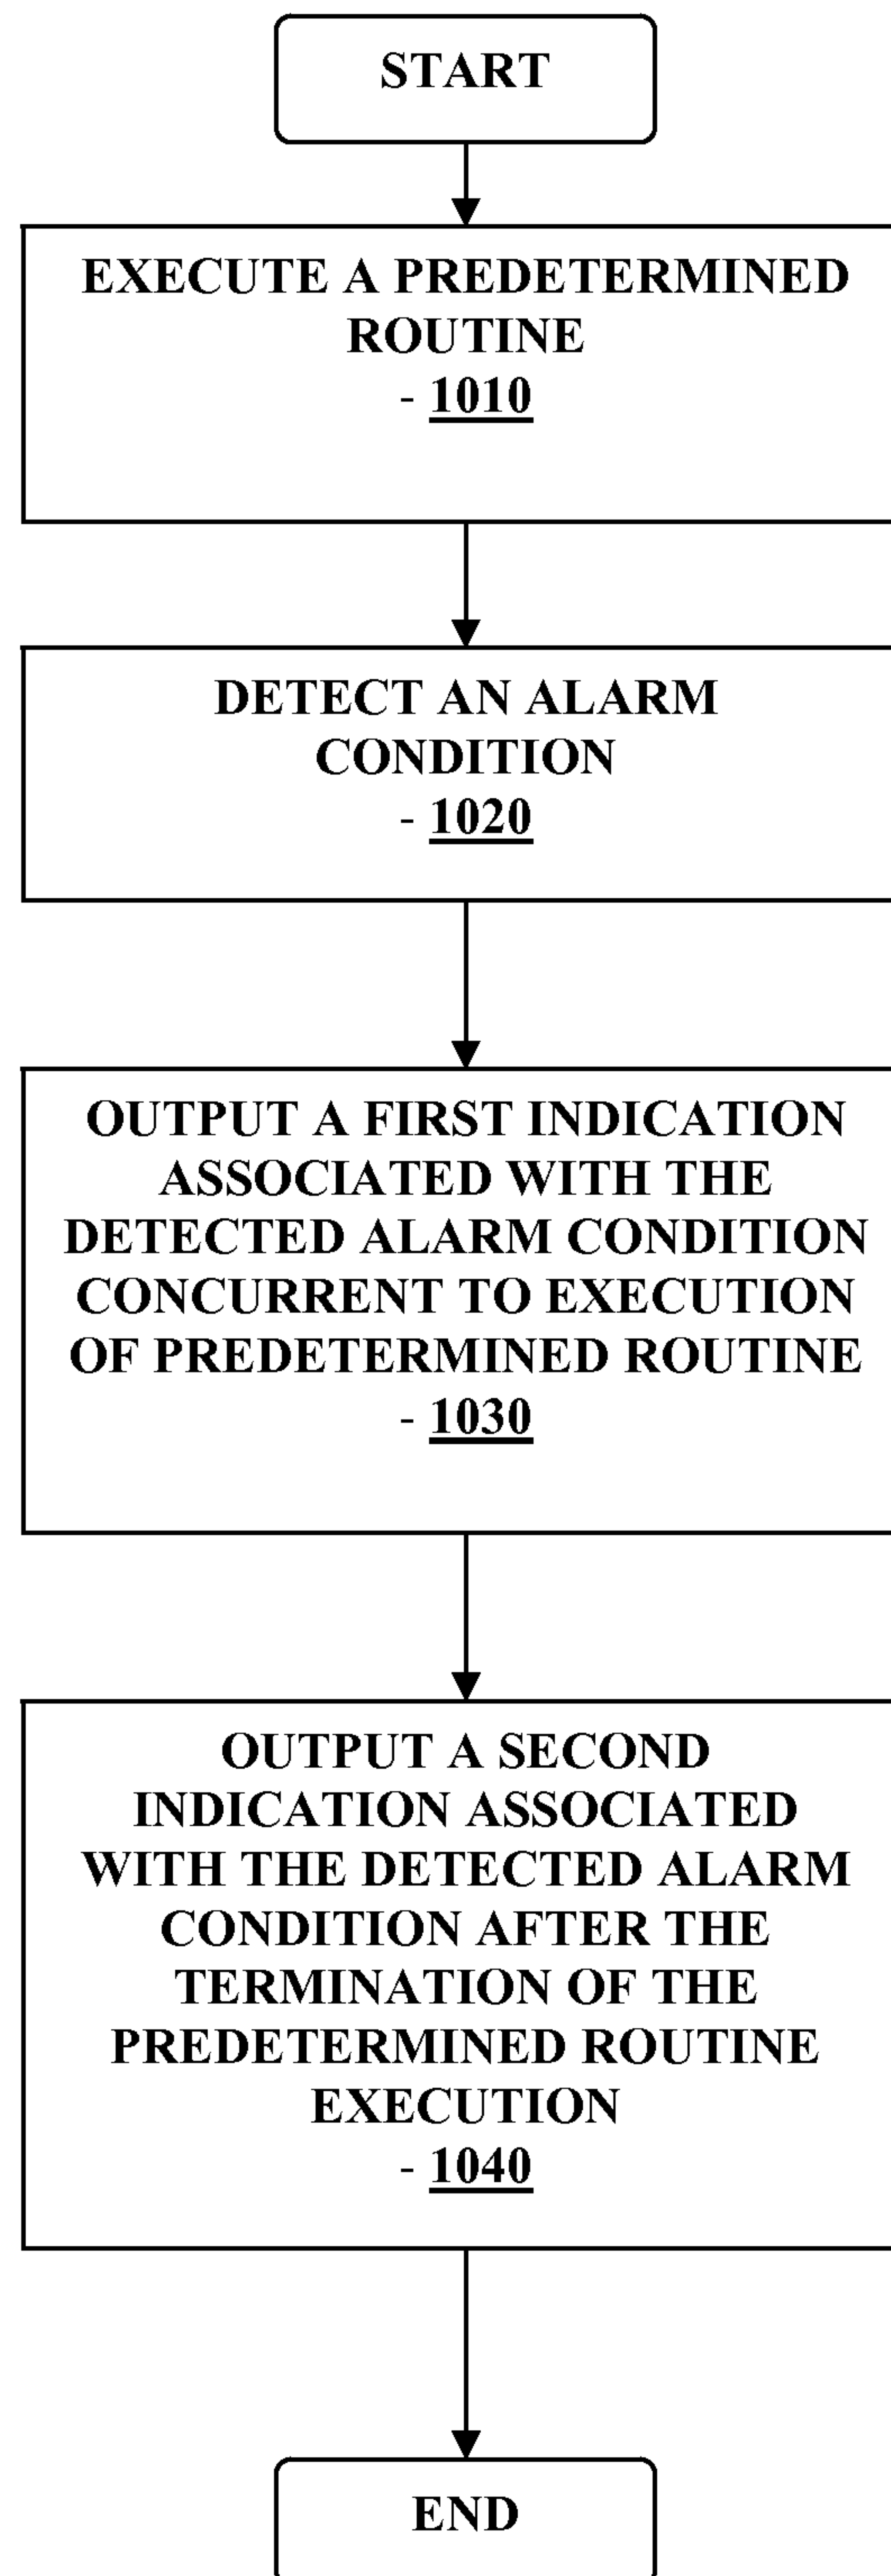 START
EXECUTE A PREDETERMINED
ROUTINE
- 1010
DETECT AN ALARM
CONDITION
- 1020
OUTPUT A FIRST INDICATION
ASSOCIATED WITH THE
DETECTED ALARM CONDITION
CONCURRENT TO EXECUTION
OF PREDETERMINED ROUTINE
- 1030
OUTPUT A SECOND
INDICATION ASSOCIATED
WITH THE DETECTED ALARM
CONDITION AFTER THE
TERMINATION OF THE
PREDETERMINED ROUTINE
EXECUTION
- 1040
END